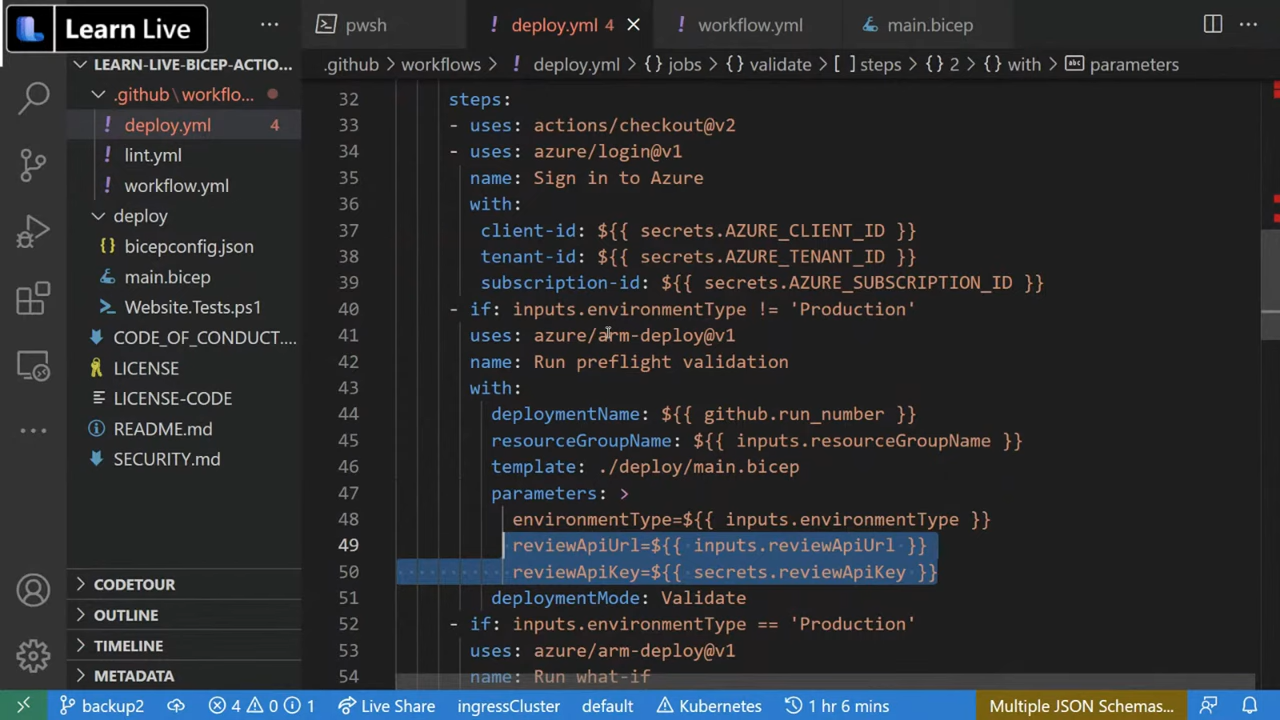 Learn Live
pwsh
deploy.yml 4
workflow.yml
main.bicep
LEARN-LIVE-BICEP-ACTIO...
.github\workflo...
deploy.yml 4
lint.yml
workflow.yml
deploy
bicepconfig.json
main.bicep
Website.Tests.ps1
CODE_OF_CONDUCT....
LICENSE
LICENSE-CODE
README.md
SECURITY.md
CODETOUR
OUTLINE
TIMELINE
METADATA
.github > workflows > ! deploy.yml > {} jobs > {} validate > [ ] steps > {} 2 > {} with > abc parameters
32 steps:
33 - uses: actions/checkout@v2
34 - uses: azure/login@v1
35 name: Sign in to Azure
36 with:
37 client-id: ${{ secrets.AZURE_CLIENT_ID }}
38 tenant-id: ${{ secrets.AZURE_TENANT_ID }}
39 subscription-id: ${{ secrets.AZURE_SUBSCRIPTION_ID }}
40 - if: inputs.environmentType != 'Production'
41 uses: azure/arm-deploy@v1
42 name: Run preflight validation
43 with:
44 deploymentName: ${{ github.run_number }}
45 resourceGroupName: ${{ inputs.resourceGroupName }}
46 template: ./deploy/main.bicep
47 parameters: >
48 environmentType=${{ inputs.environmentType }}
49 reviewApiUrl=${{ inputs.reviewApiUrl }}
50 reviewApiKey=${{ secrets.reviewApiKey }}
51 deploymentMode: Validate
52 - if: inputs.environmentType == 'Production'
53 uses: azure/arm-deploy@v1
54 name: Run what-if
backup2 4 0 1 Live Share ingressCluster default Kubernetes 1 hr 6 mins Multiple JSON Schemas...